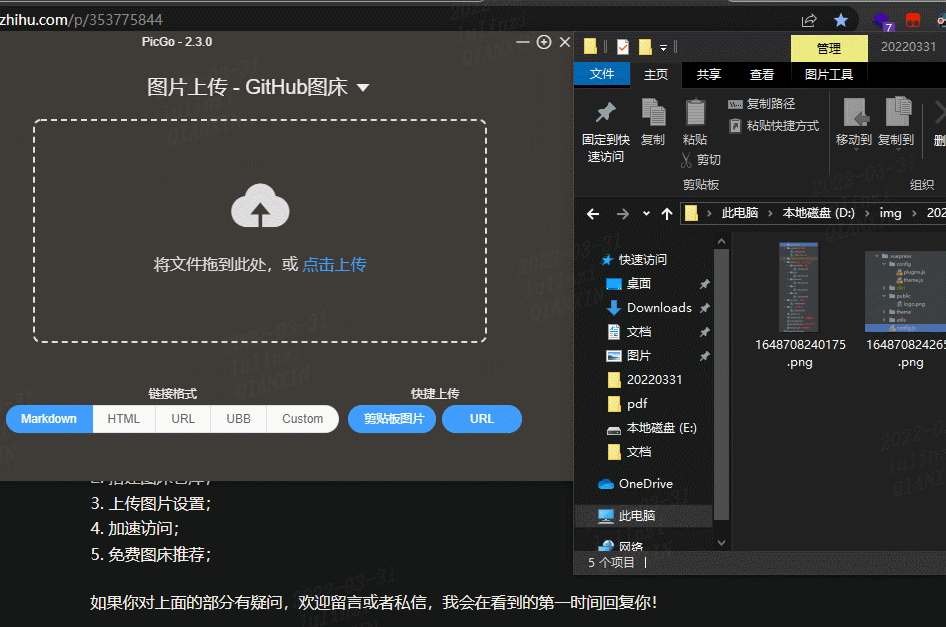 zhihu.com/p/353775844
7
PicGo - 2.3.0
图片上传 - GitHub图床
将文件拖到此处，或 点击上传
链接格式
快捷上传
Markdown HTML URL UBB Custom 剪贴板图片 URL
3. 上传图片设置；
4. 加速访问；
5. 免费图床推荐；
如果你对上面的部分有疑问，欢迎留言或者私信，我会在看到的第一时间回复你！
管理 20220331
文件 主页 共享 查看 图片工具
固定到快速访问
复制
粘贴
复制路径
粘贴快捷方式
剪切
移动到 复制到
剪贴板
组织
此电脑 本地磁盘 (D:) img
快速访问
桌面
Downloads
文档
图片
20220331
pdf
本地磁盘 (E:)
文档
OneDrive
此电脑
网络
1648708240175
.png
164870824265
.png
5 个项目
2022-03-31
QIANXIN